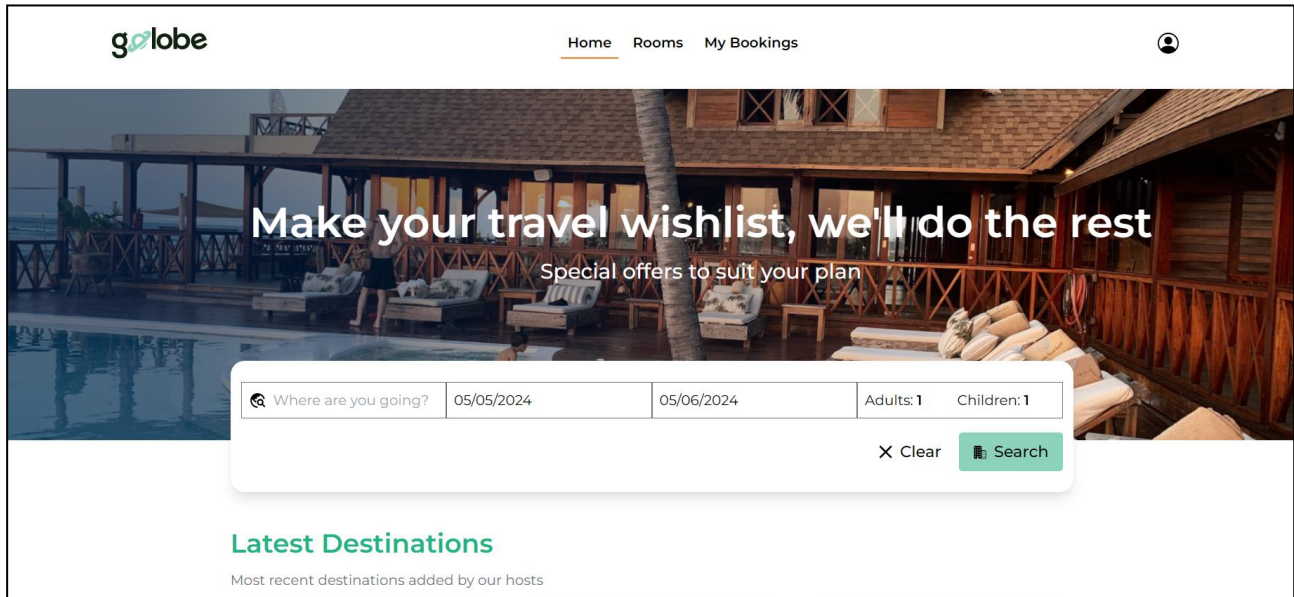 golobe
Home Rooms My Bookings
Make your travel wishlist, we'll do the rest
Special offers to suit your plan
Where are you going? 05/05/2024 05/06/2024 Adults: 1 Children: 1
Clear Search
Latest Destinations
Most recent destinations added by our hosts